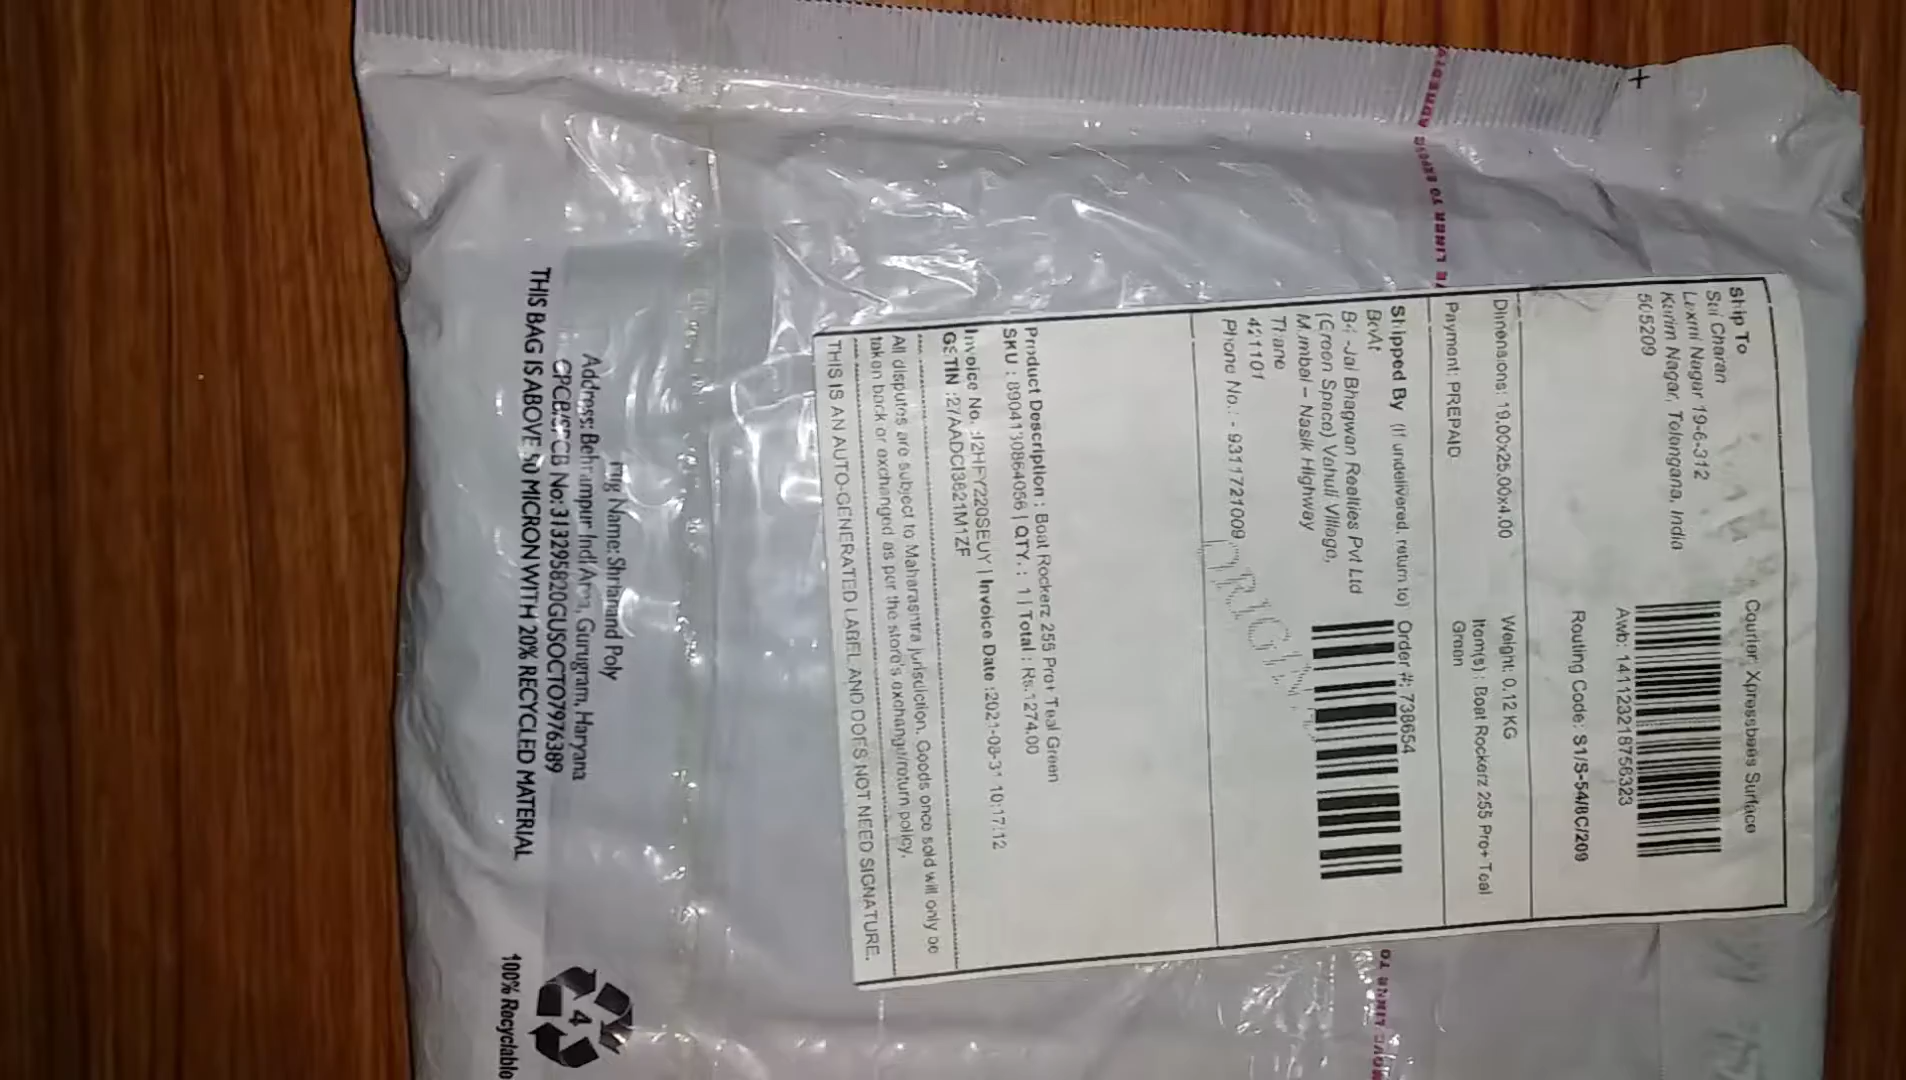 Ship To
Sai Charan
Laxmi Nagar 19-6-312
Karim Nagar, Telangana, India
505209
Courier: Xpressbees Surface
Awb: 141123218756323
Routing Code: S1/S-54/8C/209
Dimensions: 19.00x25.00x4.00
Weight: 0.12 KG
Payment: PREPAID
Item(s) : Boat Rockerz 255 Pro+ Teal
Green
Shipped By (If undelivered, return to)
BoAt
Jai Bhagwan Realties Pvt Ltd
(Green Space) Vahuli Village,
Mumbai – Nasik Highway
Thane
421101
Phone No.: - 9311721009
Order #: 738654
ORIGIN
Product Description : Boat Rockerz 255 Pro+ Teal Green
SKU : 8904130864056 | QTY. : 1 | Total : Rs.1274.00
Invoice No. :I2HFY220SEUY | Invoice Date :2021-08-31 10:17:12
GSTIN :27AADCI3821M1ZF
All disputes are subject to Maharastra jurisdiction. Goods once sold will only be
taken back or exchanged as per the store's exchange/return policy.
THIS IS AN AUTO-GENERATED LABEL AND DOES NOT NEED SIGNATURE.
Name: Shrianand Poly
Address: Behrampur Indl Area, Gurugram, Haryana
CPCB/SPCB No: 313295820GUSOCTO7976389
THIS BAG IS ABOVE 50 MICRON WITH 20% RECYCLED MATERIAL
4
100% Recyclable